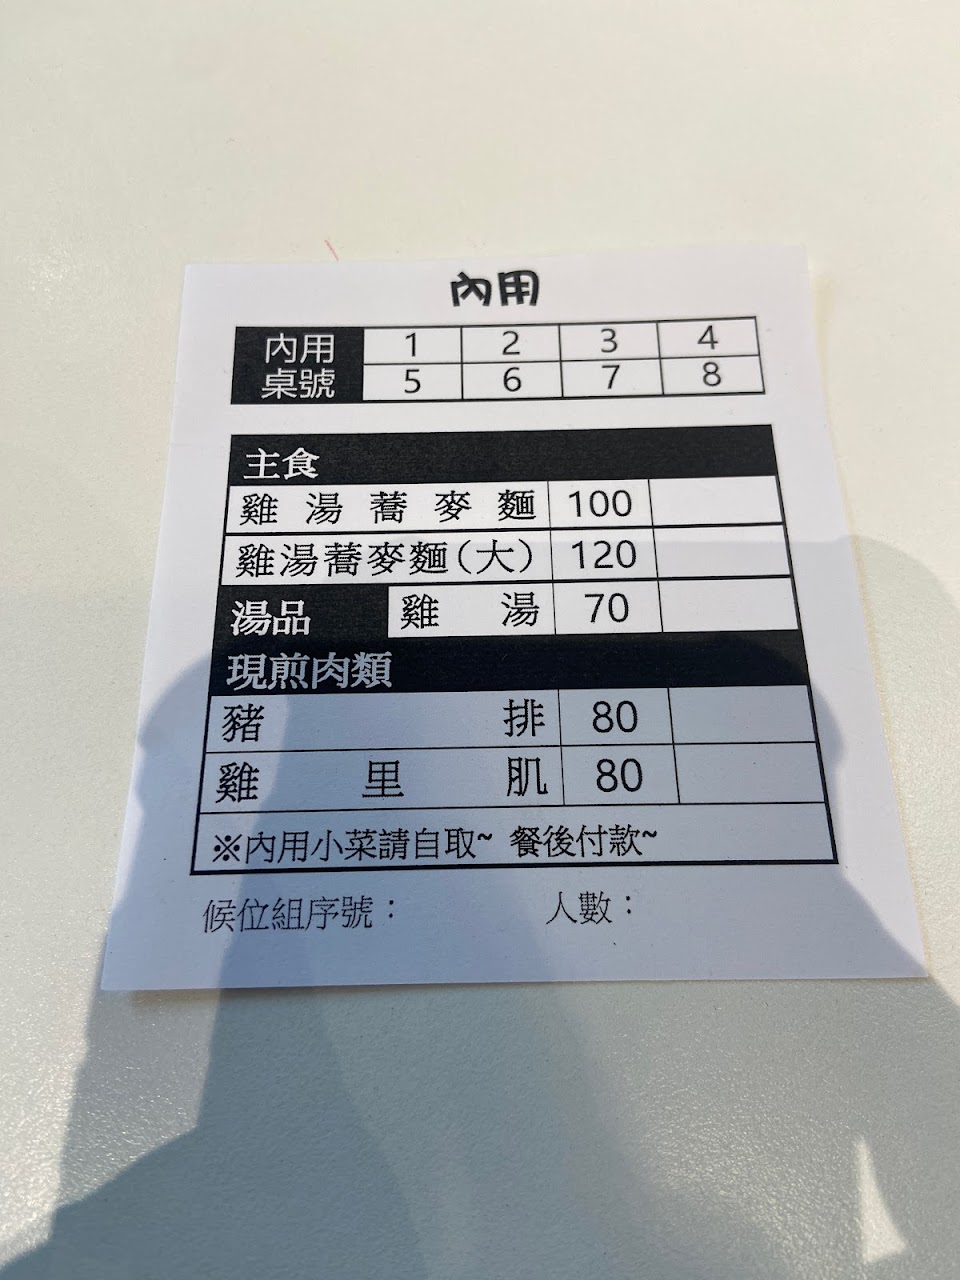 內用
內用桌號 1 2 3 4
5 6 7 8
主食
雞湯蕎麥麵 100
雞湯蕎麥麵(大) 120
湯品 雞湯 70
現煎肉類
豬排 80
雞里肌 80
※內用小菜請自取~ 餐後付款~
候位組序號： 人數：